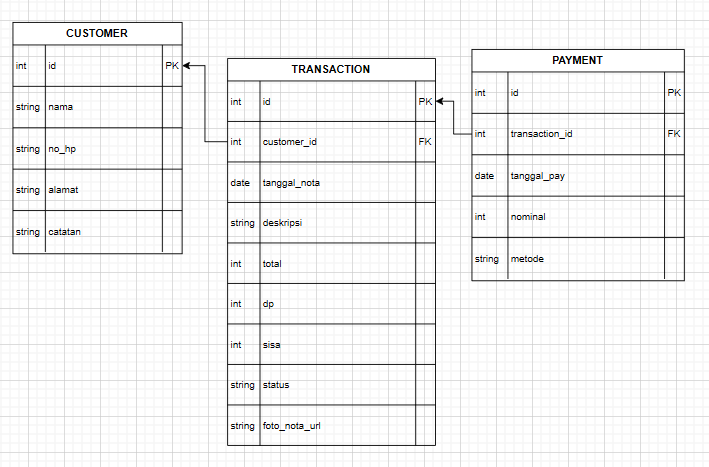 CUSTOMER
int id PK
string nama
string no_hp
string alamat
string catatan
TRANSACTION
int id PK
int customer_id FK
date tanggal_nota
string deskripsi
int total
int dp
int sisa
string status
string foto_nota_url
PAYMENT
int id PK
int transaction_id FK
date tanggal_pay
int nominal
string metode